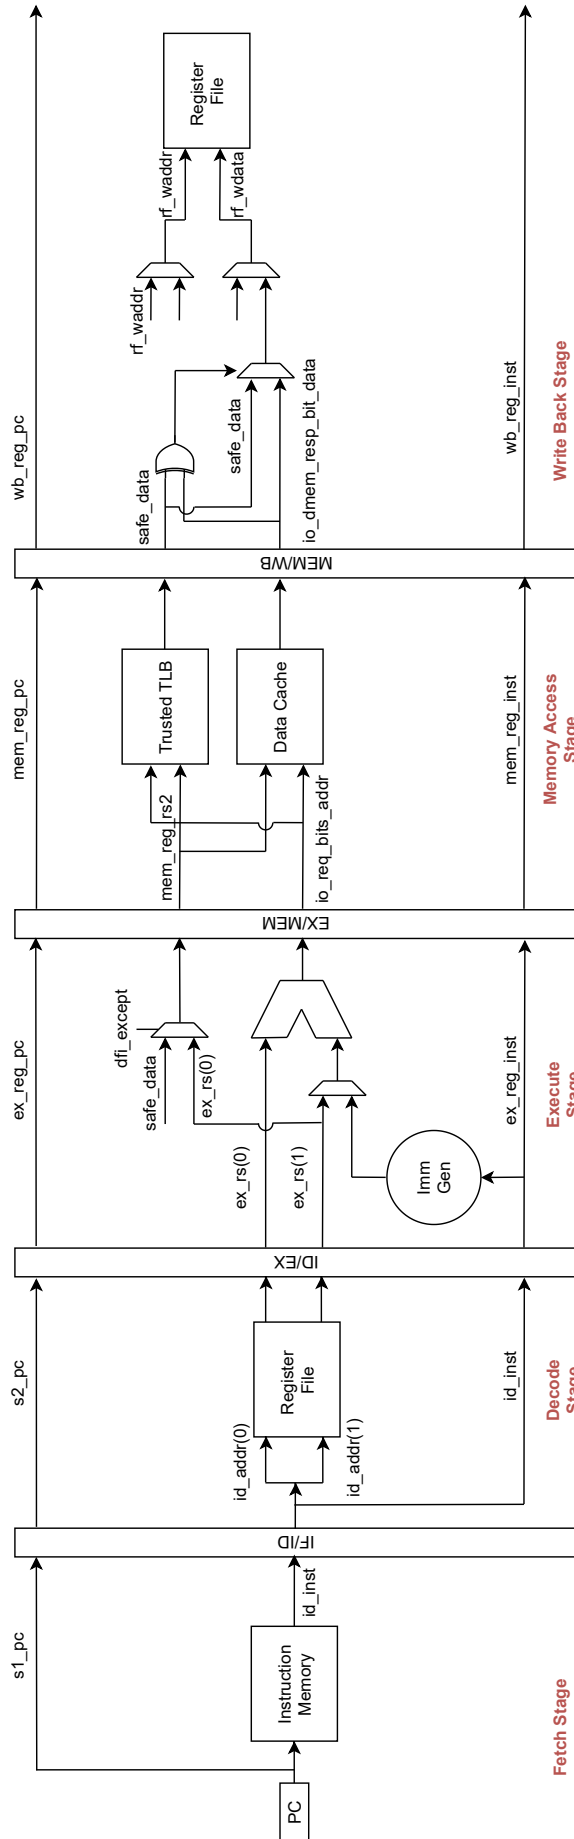 PC
s1_pc
Instruction
Memory
id_inst
Fetch Stage
IF/ID
s2_pc
id_addr(0)
id_addr(1)
Register
File
id_inst
Decode
Stage
ID/EX
ex_reg_pc
safe_data
dfi_except
ex_rs(0)
ex_rs(0)
ex_rs(1)
Imm
Gen
ex_reg_inst
Execute
Stage
EX/MEM
mem_reg_pc
mem_reg_rs2
io_req_bits_addr
Trusted TLB
Data Cache
mem_reg_inst
Memory Access
Stage
MEM/WB
wb_reg_pc
safe_data
safe_data
io_dmem_resp_bit_data
rf_waddr
rf_waddr
rf_wdata
Register
File
wb_reg_inst
Write Back Stage